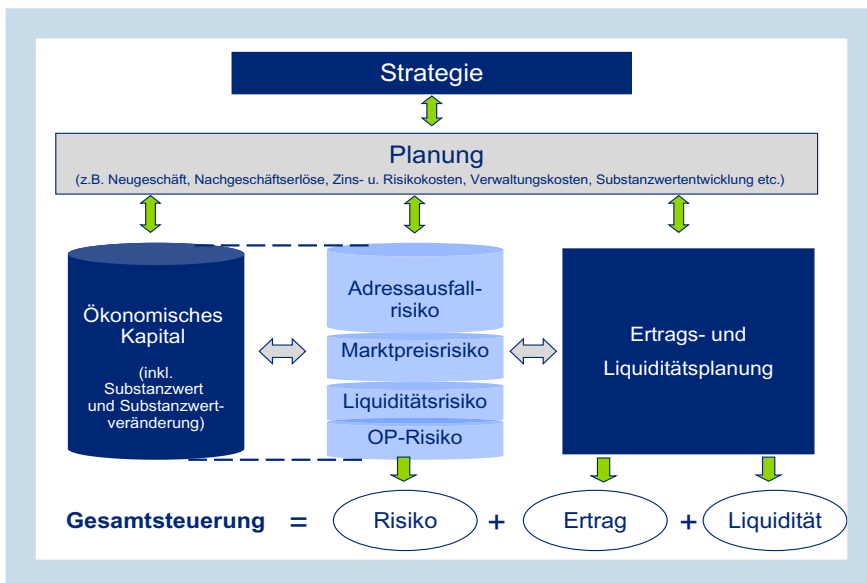 Strategie
Planung
(z.B. Neugeschäft, Nachgeschäftserlöse, Zins- u. Risikokosten, Verwaltungskosten, Substanzwertentwicklung etc.)
Ökonomisches
Kapital
(inkl.
Substanzwert
und Substanzwert-
veränderung)
Adressausfall-
risiko
Marktpreisrisiko
Liquiditätsrisiko
OP-Risiko
Ertrags- und
Liquiditätsplanung
Gesamtsteuerung = Risiko + Ertrag + Liquidität